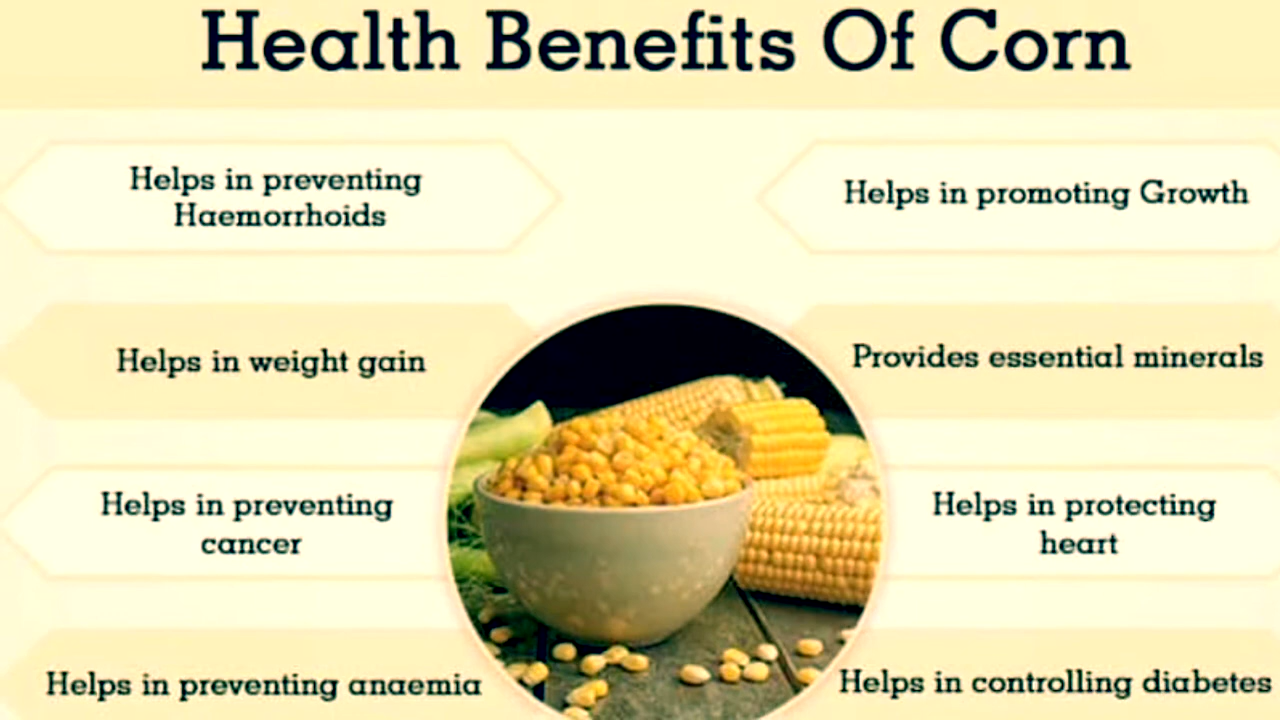 Health Benefits Of Corn
Helps in preventing
Haemorrhoids
Helps in promoting Growth
Helps in weight gain
Provides essential minerals
Helps in preventing
cancer
Helps in protecting
heart
Helps in preventing anaemia
Helps in controlling diabetes